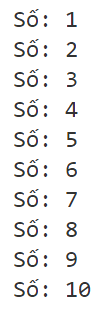 Số: 1
Số: 2
Số: 3
Số: 4
Số: 5
Số: 6
Số: 7
Số: 8
Số: 9
Số: 10